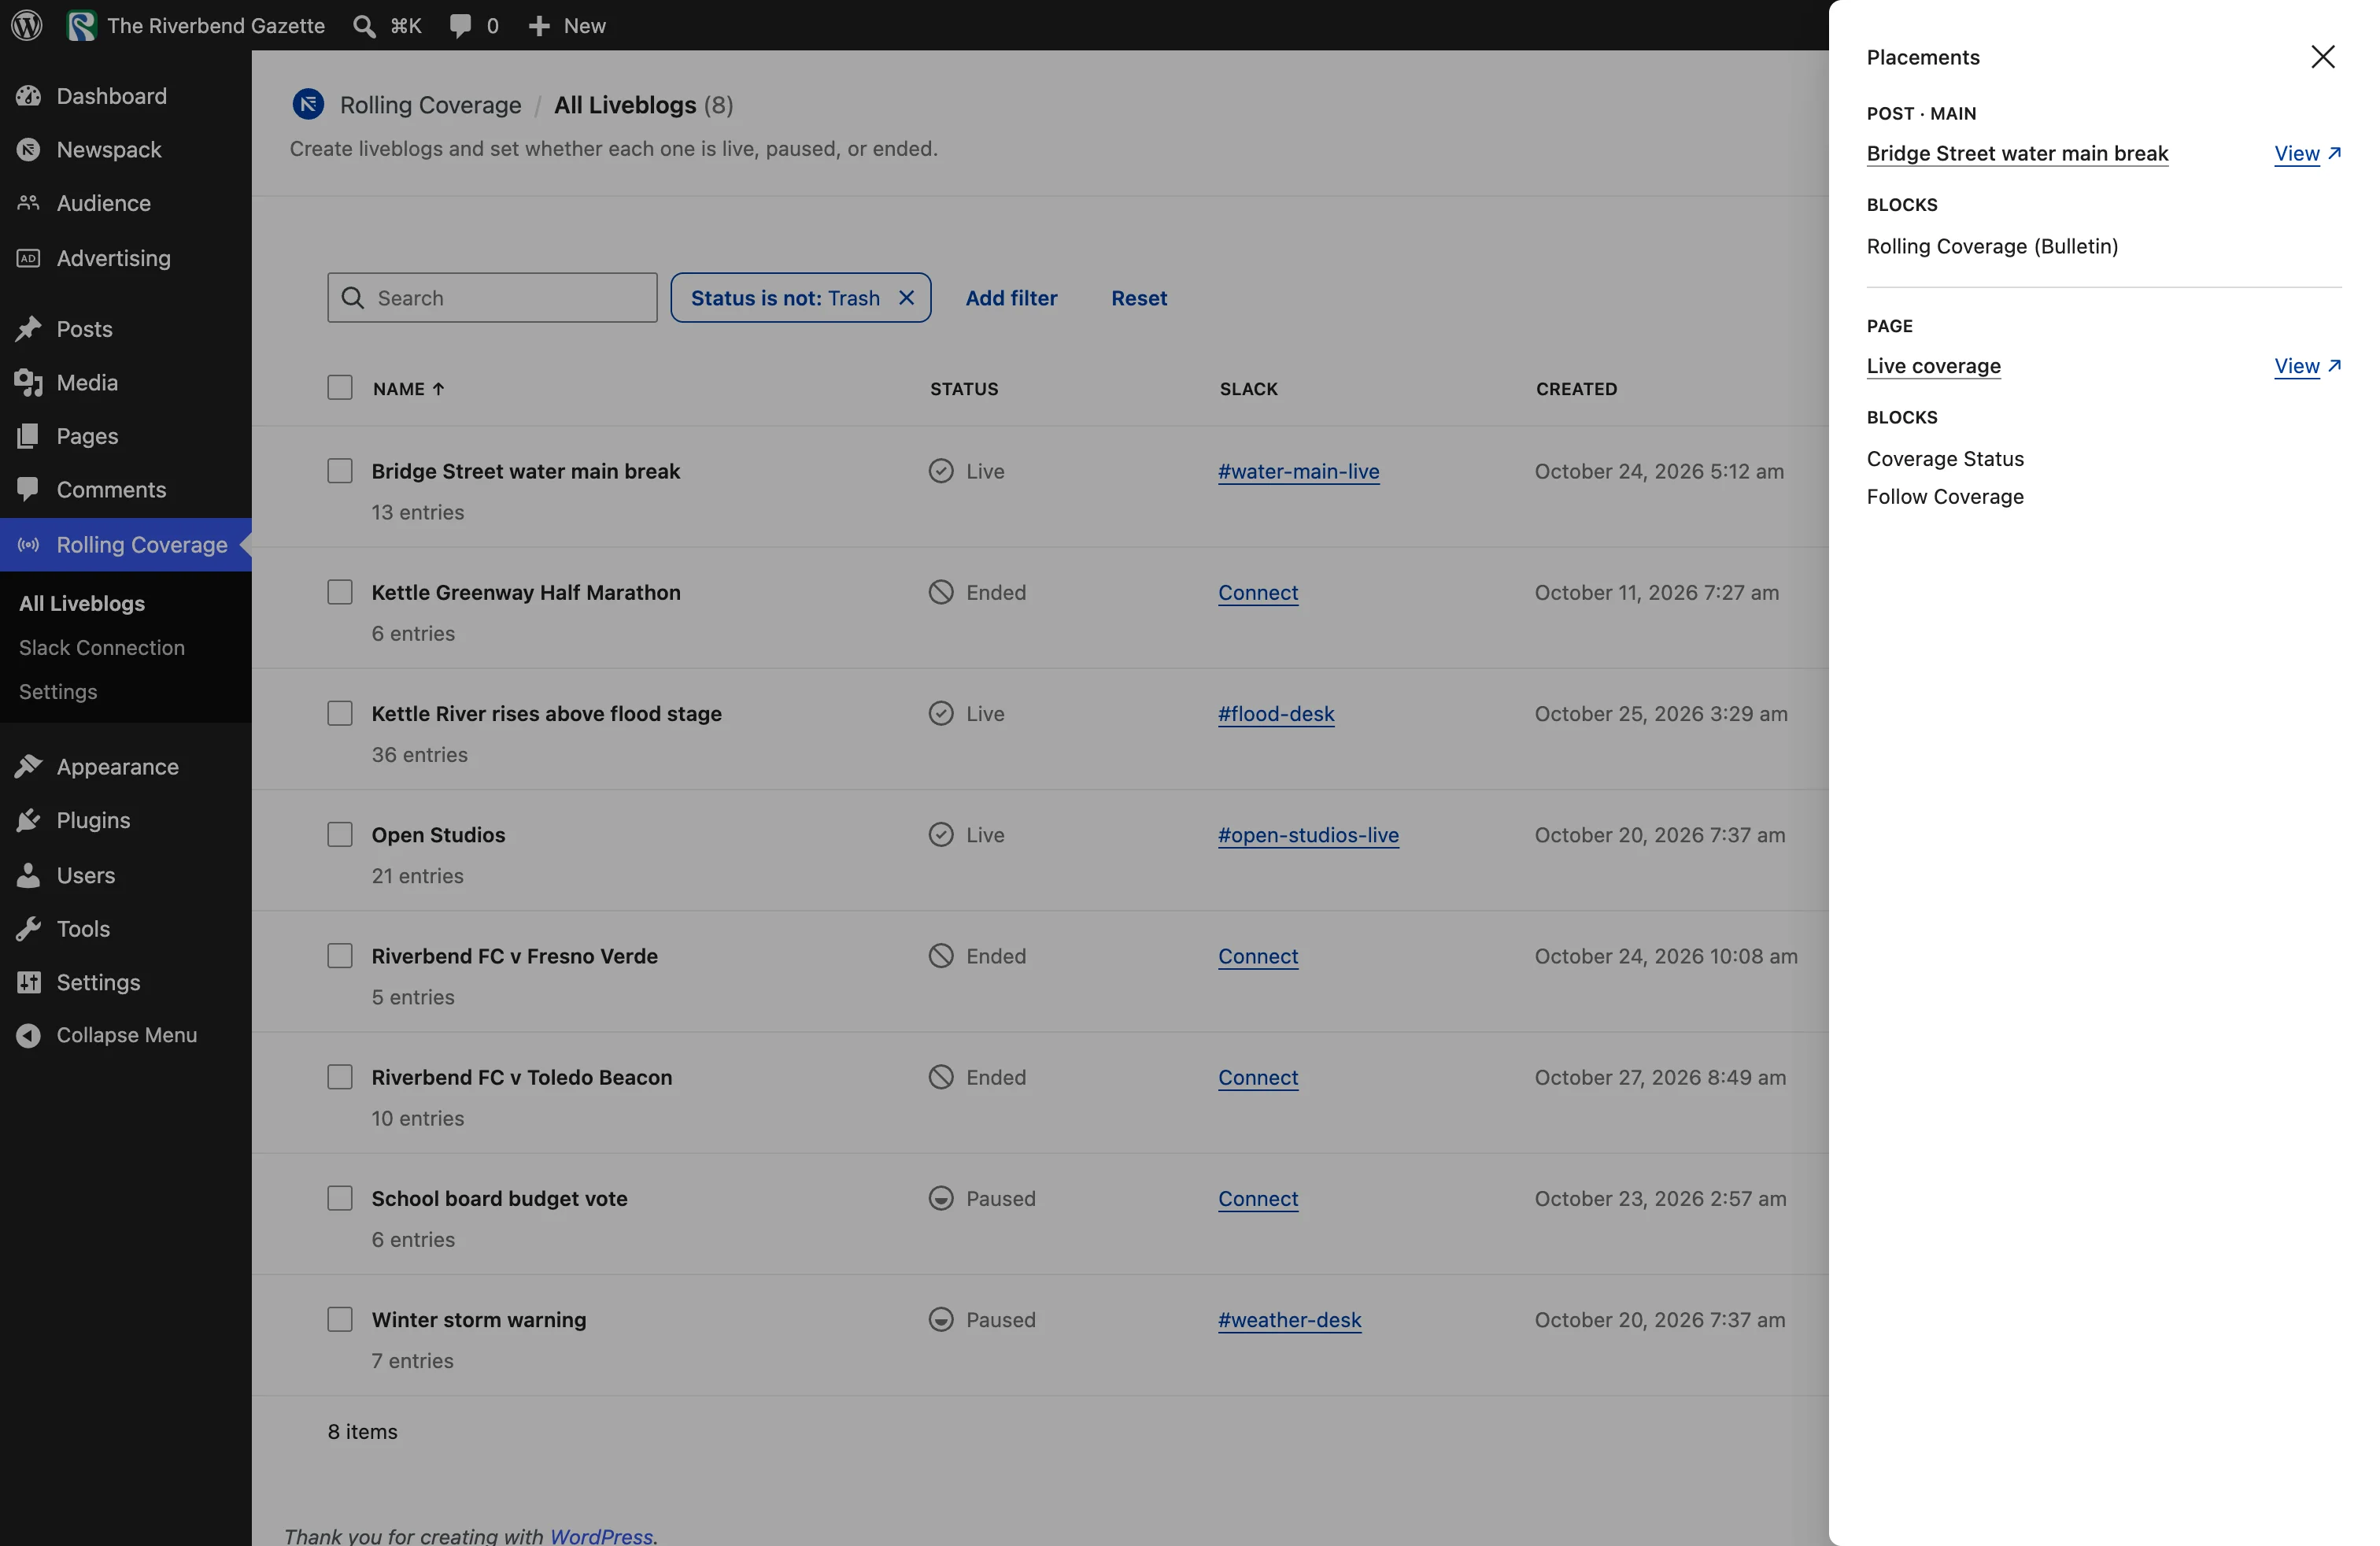 The Riverbend Gazette
⌘K
0
New
Dashboard
Newspack
Audience
AD
Advertising
Posts
Media
Pages
Comments
Rolling Coverage
All Liveblogs
Slack Connection
Settings
Appearance
Plugins
Users
Tools
Settings
Collapse Menu
Rolling Coverage / All Liveblogs (8)
Create liveblogs and set whether each one is live, paused, or ended.
Search
Status is not: Trash
Add filter
Reset
NAME ↑ STATUS SLACK CREATED
Bridge Street water main break Live #water-main-live October 24, 2026 5:12 am
13 entries
Kettle Greenway Half Marathon Ended Connect October 11, 2026 7:27 am
6 entries
Kettle River rises above flood stage Live #flood-desk October 25, 2026 3:29 am
36 entries
Open Studios Live #open-studios-live October 20, 2026 7:37 am
21 entries
Riverbend FC v Fresno Verde Ended Connect October 24, 2026 10:08 am
5 entries
Riverbend FC v Toledo Beacon Ended Connect October 27, 2026 8:49 am
10 entries
School board budget vote Paused Connect October 23, 2026 2:57 am
6 entries
Winter storm warning Paused #weather-desk October 20, 2026 7:37 am
7 entries
8 items
Thank you for creating with WordPress.
Placements
POST · MAIN
Bridge Street water main break View ↗
BLOCKS
Rolling Coverage (Bulletin)
PAGE
Live coverage View ↗
BLOCKS
Coverage Status
Follow Coverage